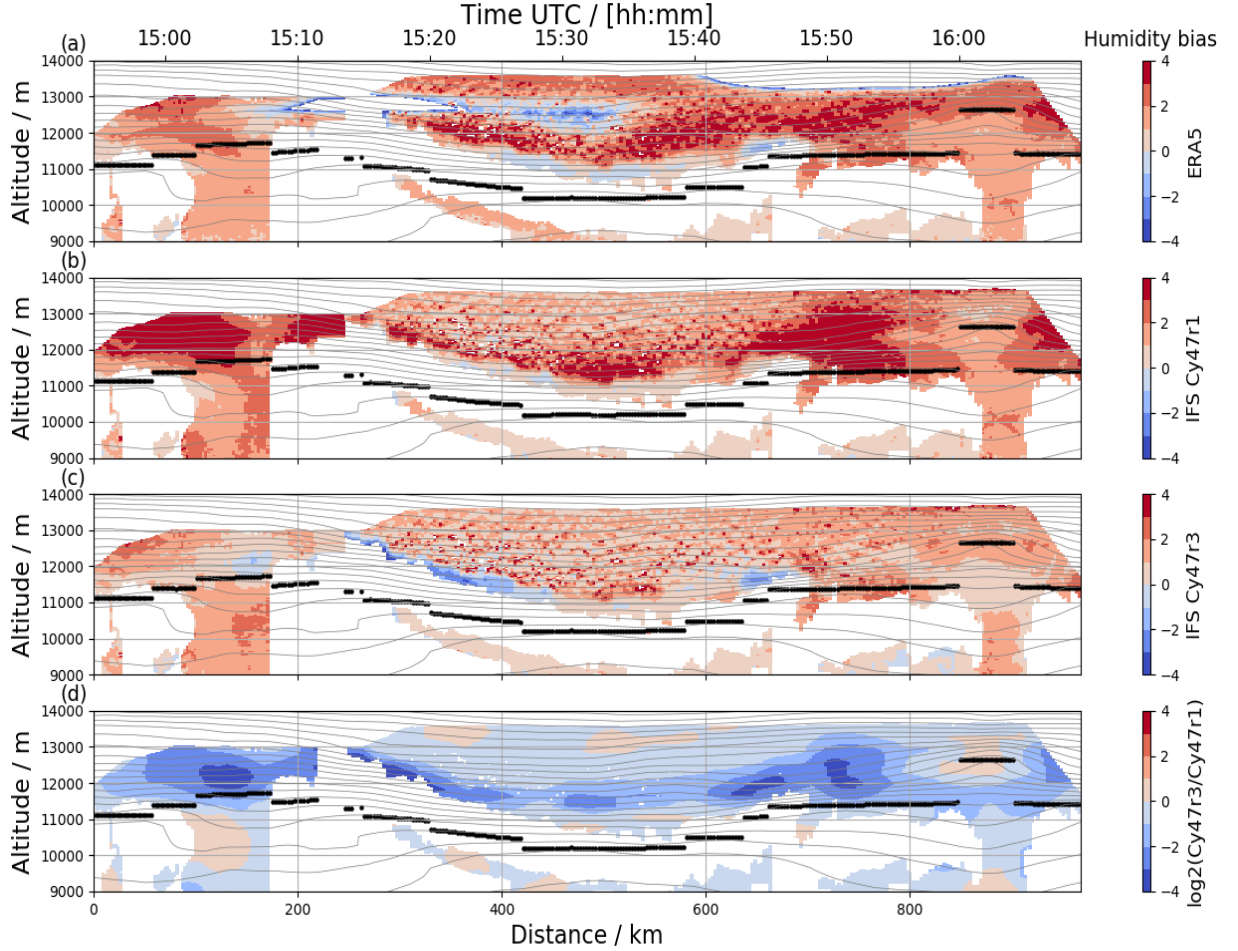 Time UTC / [hh:mm]
15:00 15:10 15:20 15:30 15:40 15:50 16:00 Humidity bias
(a)
14000
13000
12000
11000
10000
9000
Altitude / m
4
2
0
−2
−4
ERA5
(b)
14000
13000
12000
11000
10000
9000
Altitude / m
4
2
0
−2
−4
IFS Cy47r1
(c)
14000
13000
12000
11000
10000
9000
Altitude / m
4
2
0
−2
−4
IFS Cy47r3
(d)
14000
13000
12000
11000
10000
9000
Altitude / m
4
2
0
−2
−4
log2(Cy47r3/Cy47r1)
0 200 400 600 800
Distance / km